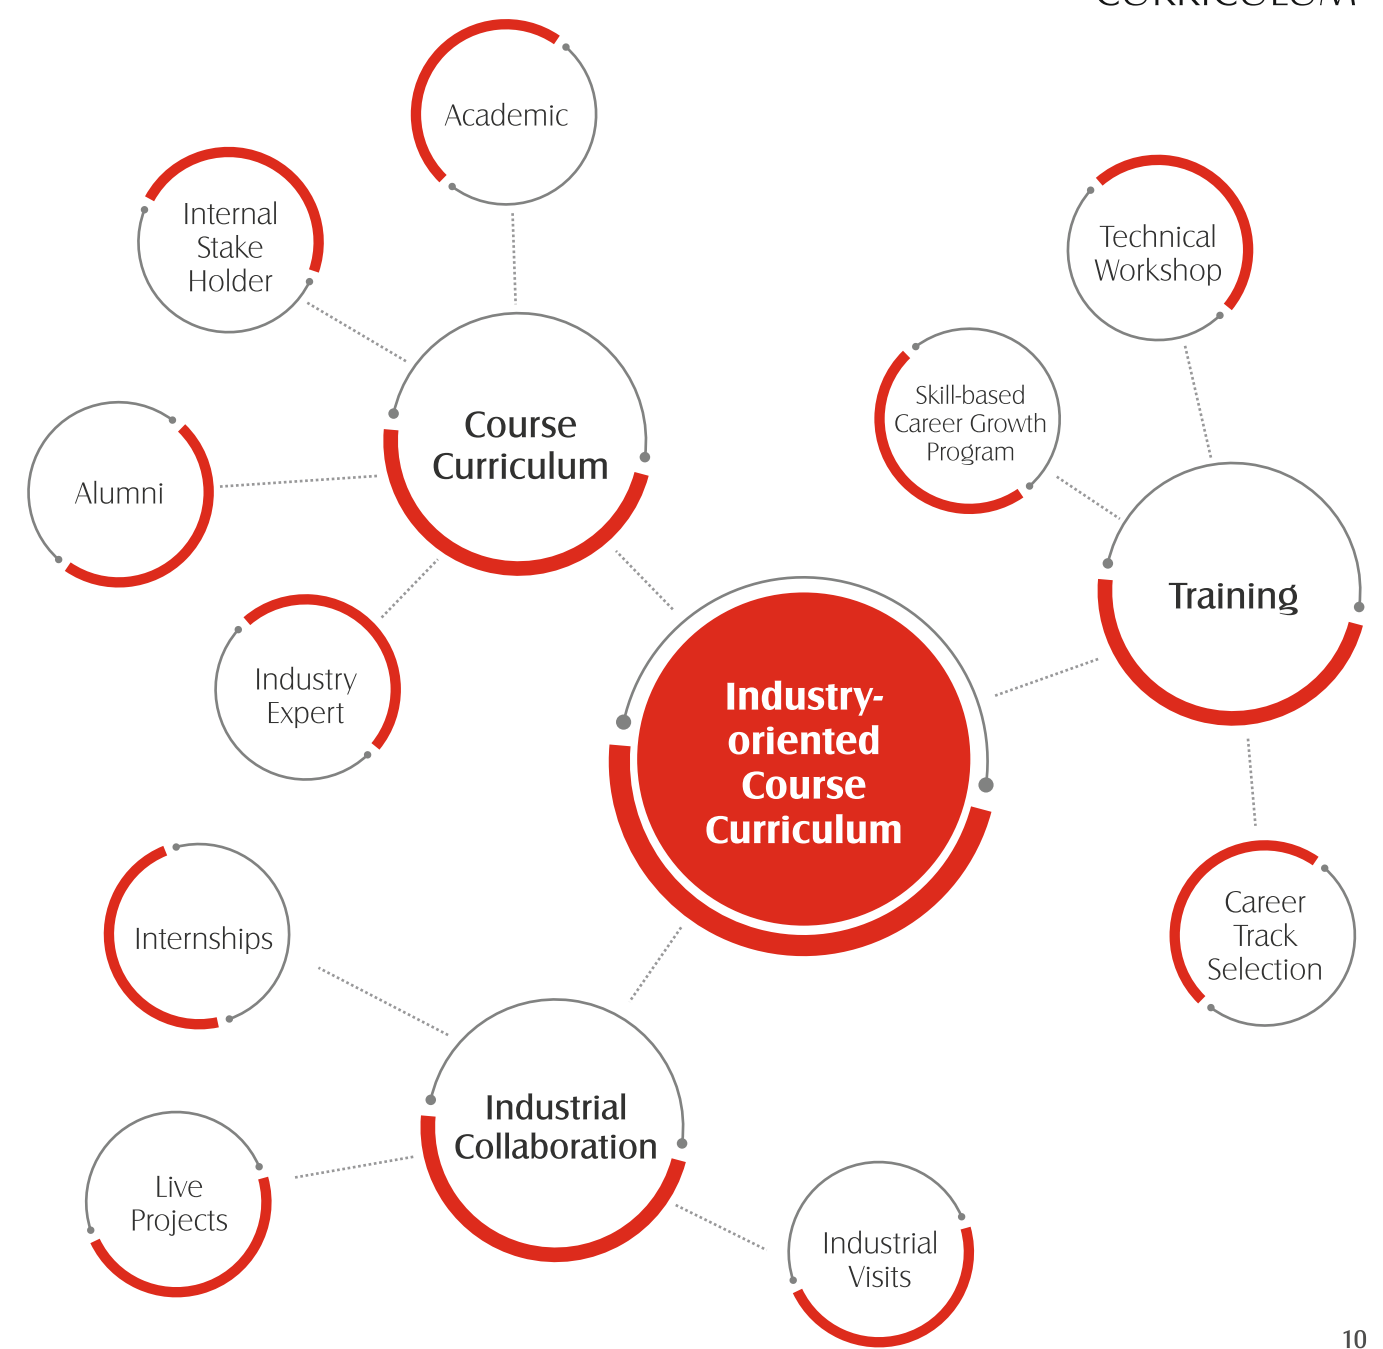 CURRICULUM
Academic
Internal
Stake
Holder
Technical
Workshop
Skill-based
Career Growth
Program
Course
Curriculum
Alumni
Training
Industry
Expert
Industry-
oriented
Course
Curriculum
Internships
Career
Track
Selection
Industrial
Collaboration
Live
Projects
Industrial
Visits
10